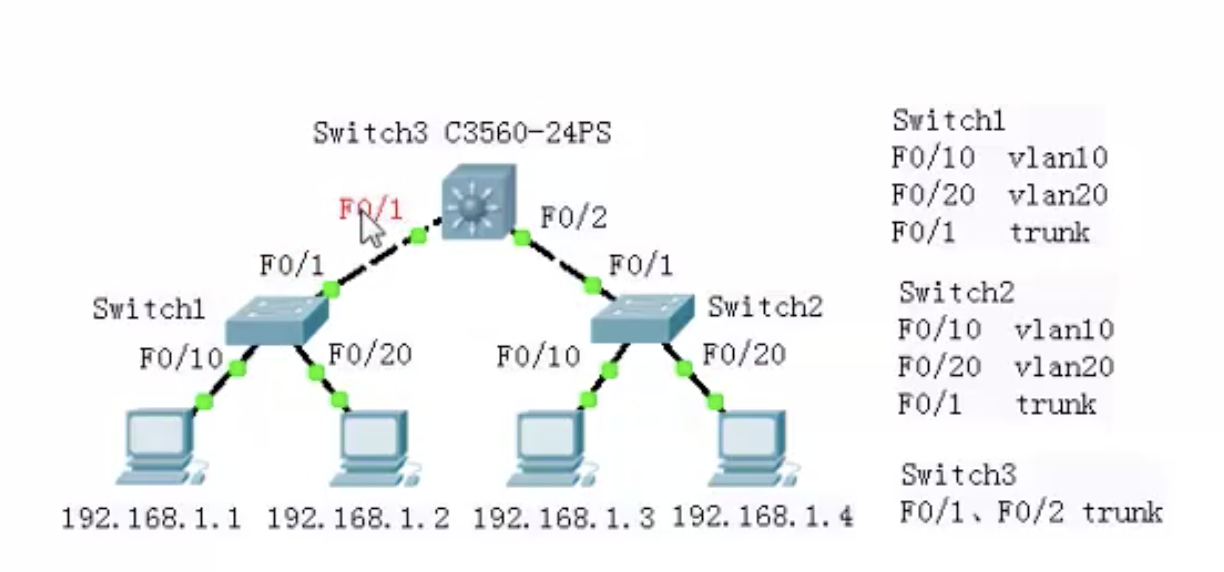 Switch3 C3560-24PS
F0/1
F0/2
F0/1
F0/1
Switch1
Switch2
F0/10
F0/20
F0/10
F0/20
192.168.1.1
192.168.1.2
192.168.1.3
192.168.1.4
Switch1
F0/10 vlan10
F0/20 vlan20
F0/1 trunk
Switch2
F0/10 vlan10
F0/20 vlan20
F0/1 trunk
Switch3
F0/1、F0/2 trunk